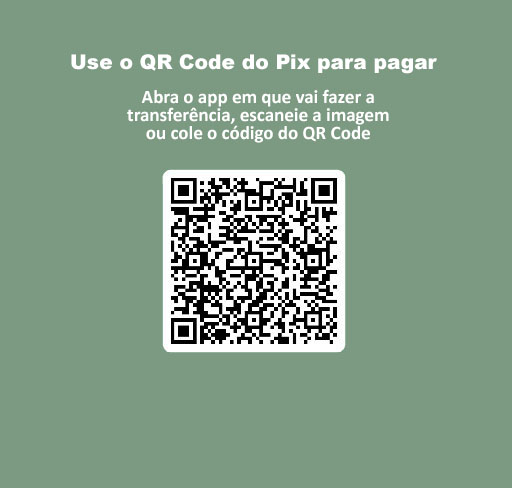 Use o QR Code do Pix para pagar
Abra o app em que vai fazer a
transferência, escaneie a imagem
ou cole o código do QR Code